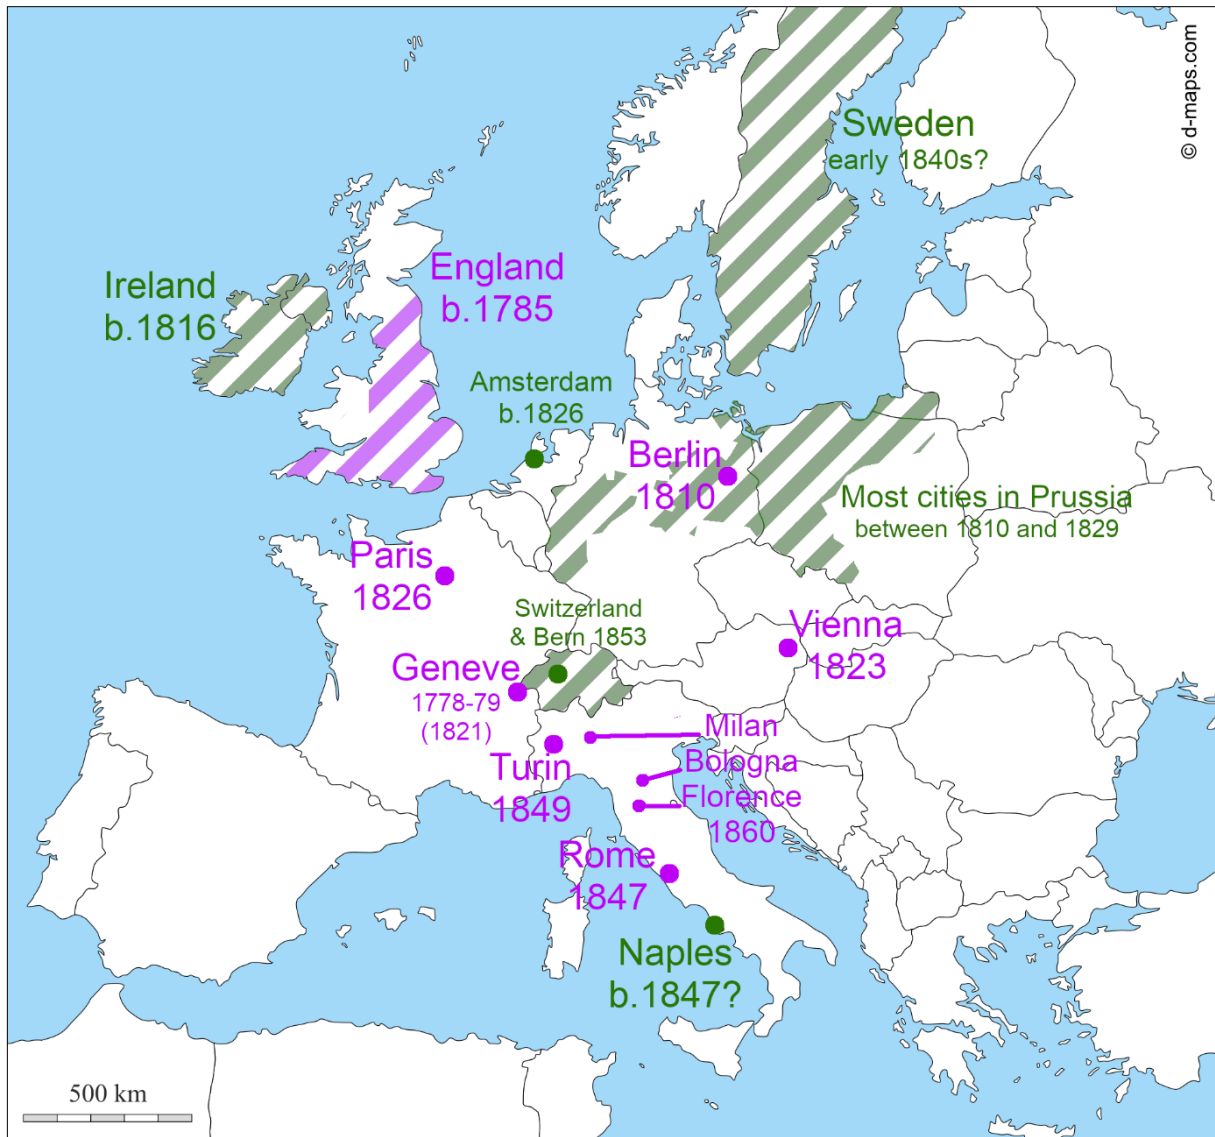 © d-maps.com
Sweden
early 1840s?
England
b.1785
Ireland
b.1816
Amsterdam
b.1826
Berlin
1810
Most cities in Prussia
between 1810 and 1829
Paris
1826
Switzerland
& Bern 1853
Vienna
1823
Geneve
1778-79
(1821)
Milan
Bologna
Florence
1860
Turin
1849
Rome
1847
Naples
b.1847?
500 km